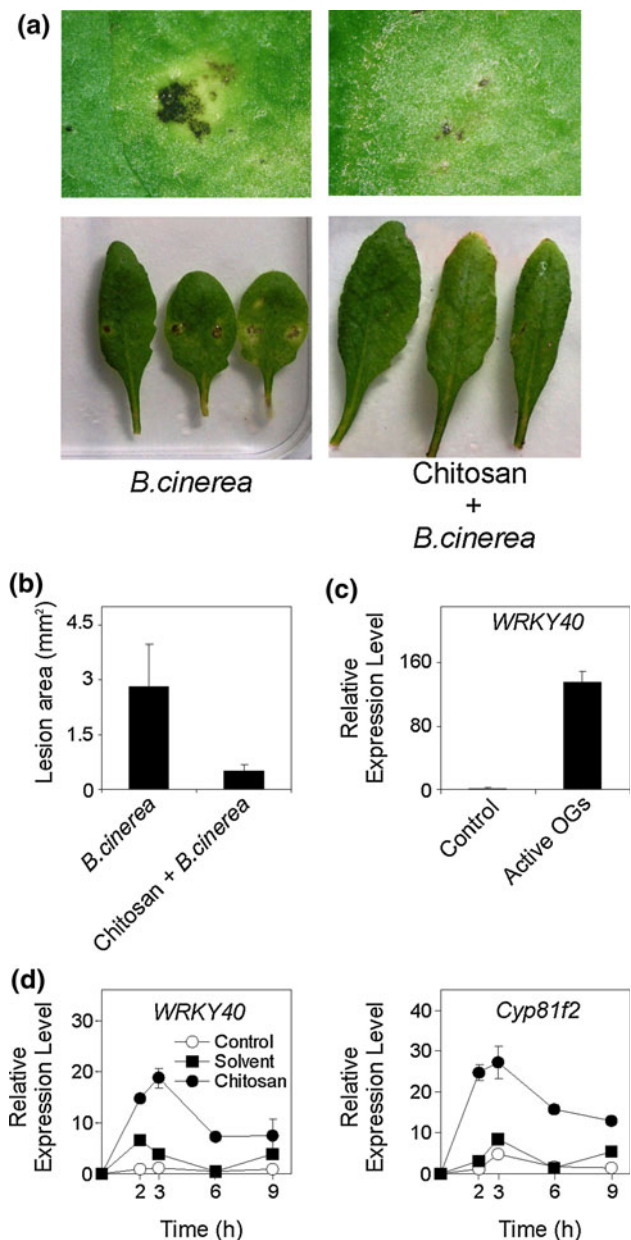 (a)
B.cinerea
Chitosan
+
B.cinerea
(b)
Lesion area (mm²)
4.5
3
1.5
0
B.cinerea
Chitosan + B.cinerea
(c)
WRKY40
Relative
Expression Level
160
80
0
Control
Active OGs
(d)
WRKY40
Relative
Expression Level
30
20
10
0
Control
Solvent
Chitosan
2 3 6 9
Time (h)
Cyp81f2
Relative
Expression Level
40
30
20
10
0
2 3 6 9
Time (h)